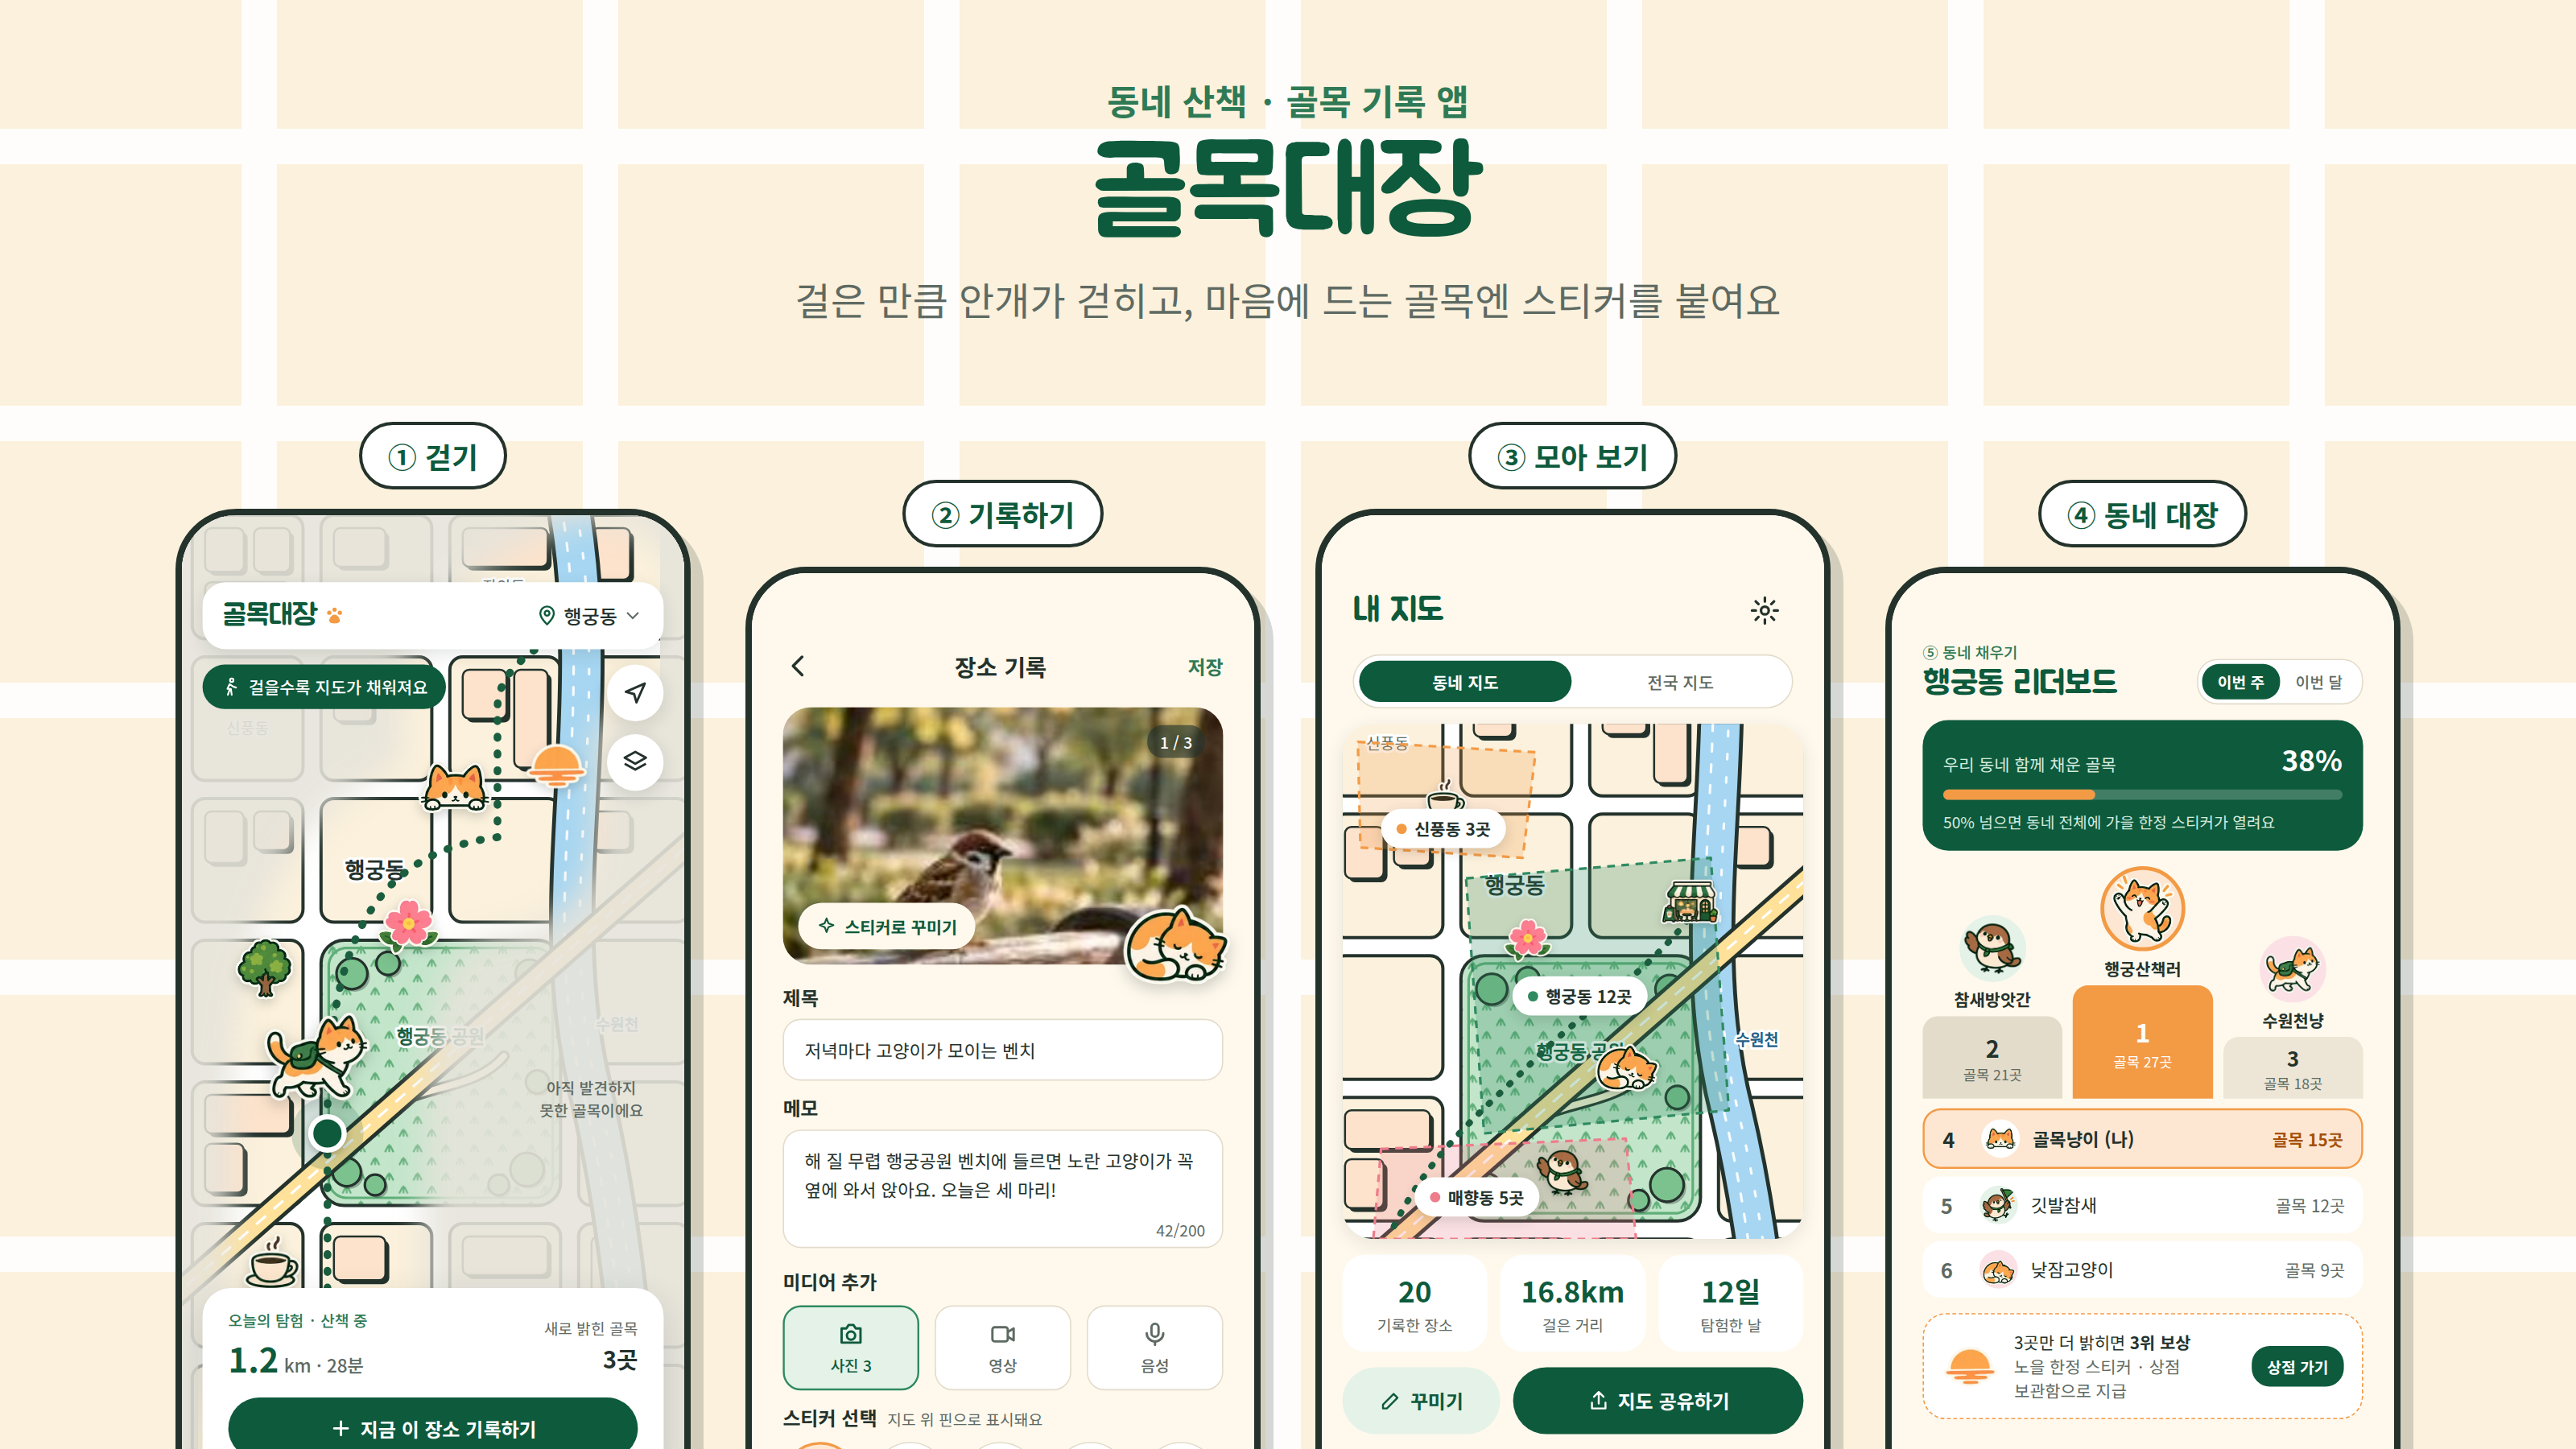 동네 산책 · 골목 기록 앱
골목대장
걸은 만큼 안개가 걷히고, 마음에 드는 골목엔 스티커를 붙여요
① 걷기
골목대장
행궁동
걸을수록 지도가 채워져요
신풍동
행궁동
행궁동 공원
수원천
아직 발견하지
못한 골목이에요
오늘의 탐험 · 산책 중
1.2 km · 28분
새로 밝힌 골목
3곳
+ 지금 이 장소 기록하기
② 기록하기
장소 기록
저장
1 / 3
스티커로 꾸미기
제목
저녁마다 고양이가 모이는 벤치
메모
해 질 무렵 행궁공원 벤치에 들르면 노란 고양이가 꼭
옆에 와서 앉아요. 오늘은 세 마리!
42/200
미디어 추가
사진 3
영상
음성
스티커 선택 지도 위 핀으로 표시돼요
③ 모아 보기
내 지도
동네 지도
전국 지도
신풍동
신풍동 3곳
행궁동
행궁동 12곳
행궁동 공원
수원천
매향동 5곳
20
기록한 장소
16.8km
걸은 거리
12일
탐험한 날
꾸미기
지도 공유하기
④ 동네 대장
⑤ 동네 채우기
행궁동 리더보드
이번 주
이번 달
우리 동네 함께 채운 골목
38%
50% 넘으면 동네 전체에 가을 한정 스티커가 열려요
참새방앗간
2
골목 21곳
행궁산책러
1
골목 27곳
수원천냥
3
골목 18곳
4 골목냥이 (나) 골목 15곳
5 깃발참새 골목 12곳
6 낮잠고양이 골목 9곳
3곳만 더 밝히면 3위 보상
노을 한정 스티커 · 상점
보관함으로 지급
상점 가기